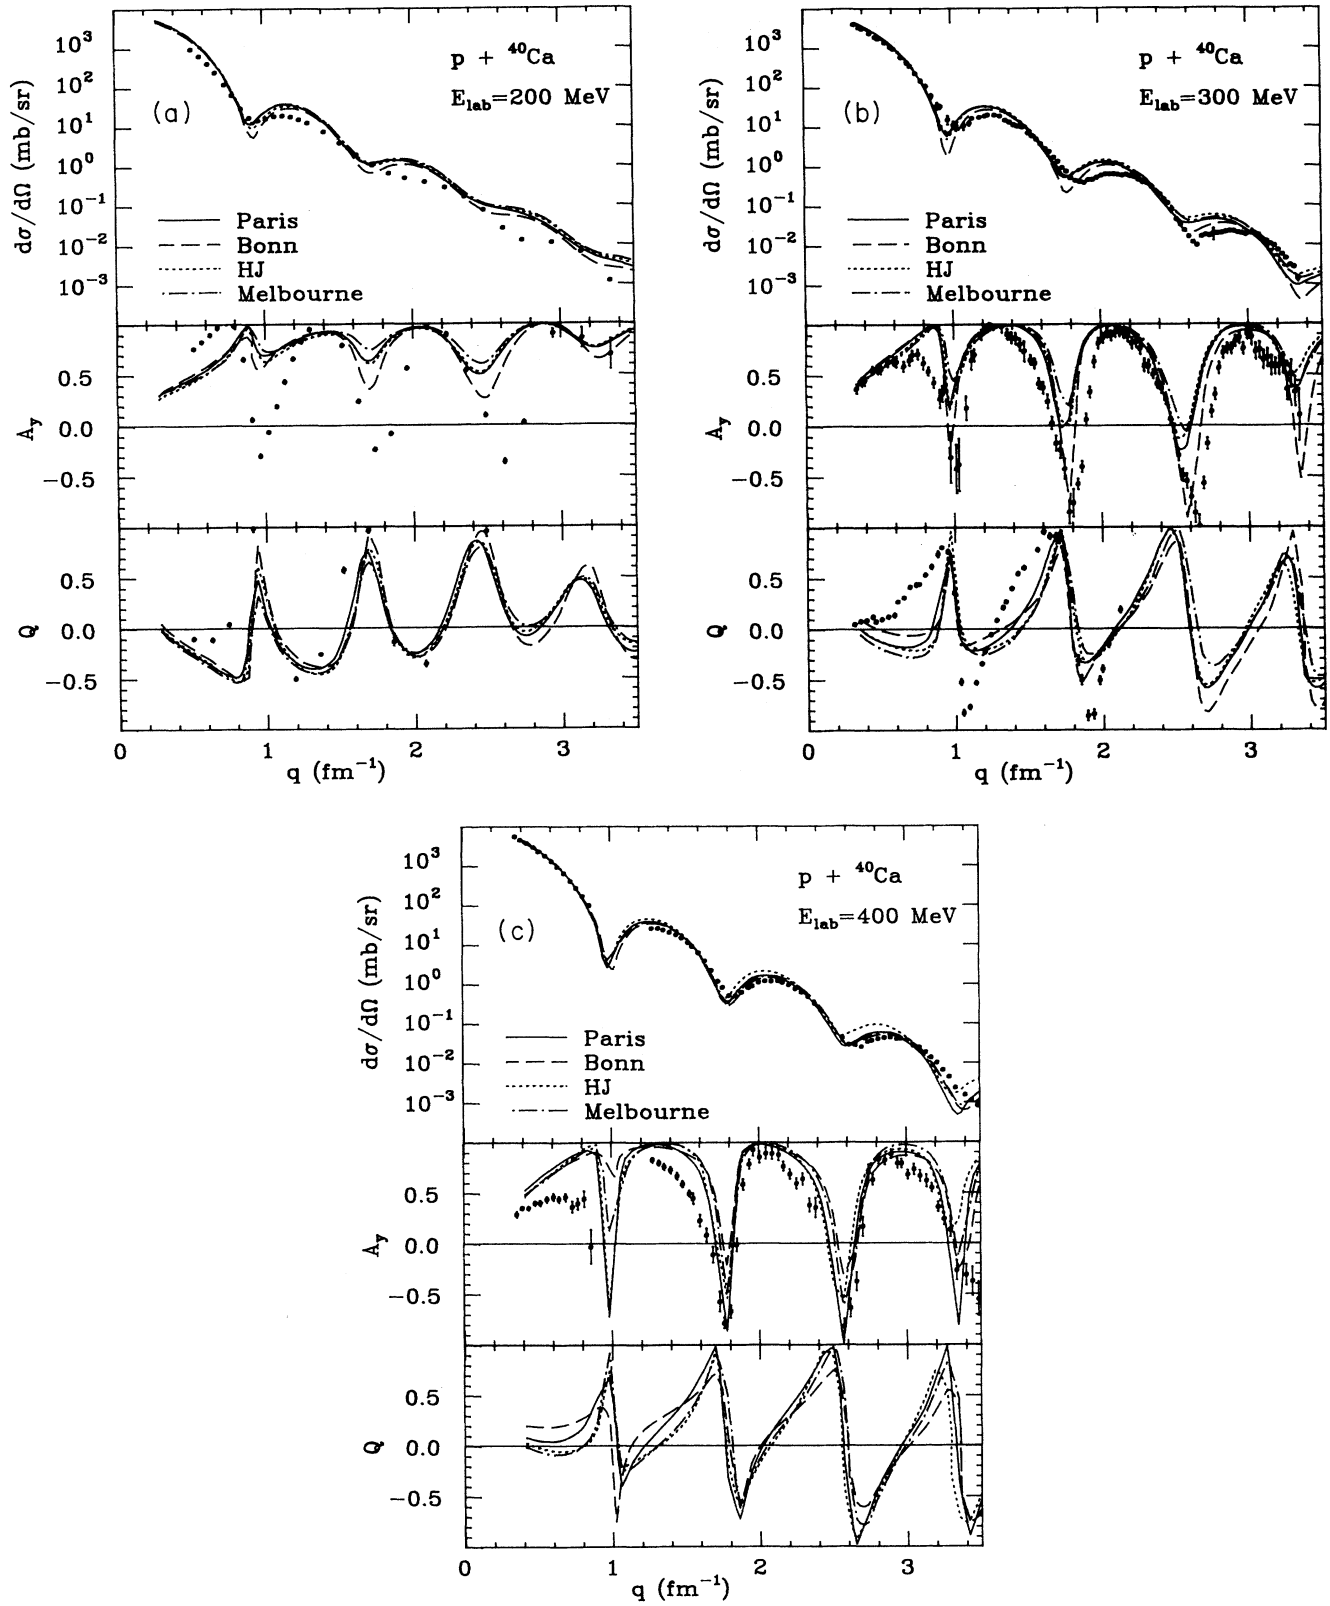 p + ⁴⁰Ca
E_lab=200 MeV
(a)
dσ/dΩ (mb/sr)
10³
10²
10¹
10⁰
10⁻¹
10⁻²
10⁻³
Paris
Bonn
HJ
Melbourne
A_y
0.5
0.0
−0.5
Q
0.5
0.0
−0.5
0 1 2 3
q (fm⁻¹)
p + ⁴⁰Ca
E_lab=300 MeV
(b)
dσ/dΩ (mb/sr)
10³
10²
10¹
10⁰
10⁻¹
10⁻²
10⁻³
Paris
Bonn
HJ
Melbourne
A_y
0.5
0.0
−0.5
Q
0.5
0.0
−0.5
0 1 2 3
q (fm⁻¹)
p + ⁴⁰Ca
E_lab=400 MeV
(c)
dσ/dΩ (mb/sr)
10³
10²
10¹
10⁰
10⁻¹
10⁻²
10⁻³
Paris
Bonn
HJ
Melbourne
A_y
0.5
0.0
−0.5
Q
0.5
0.0
−0.5
0 1 2 3
q (fm⁻¹)